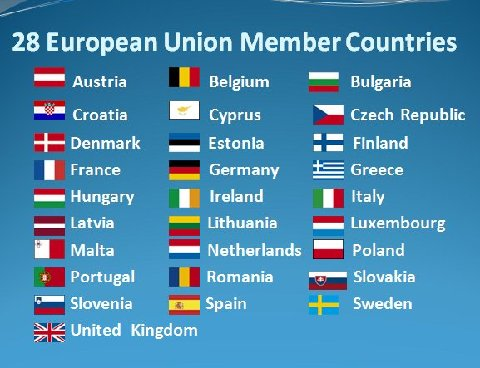 28 European Union Member Countries
Austria Belgium Bulgaria
Croatia Cyprus Czech Republic
Denmark Estonia Finland
France Germany Greece
Hungary Ireland Italy
Latvia Lithuania Luxembourg
Malta Netherlands Poland
Portugal Romania Slovakia
Slovenia Spain Sweden
United Kingdom